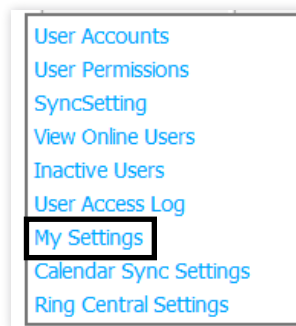 User Accounts
User Permissions
SyncSetting
View Online Users
Inactive Users
User Access Log
My Settings
Calendar Sync Settings
Ring Central Settings